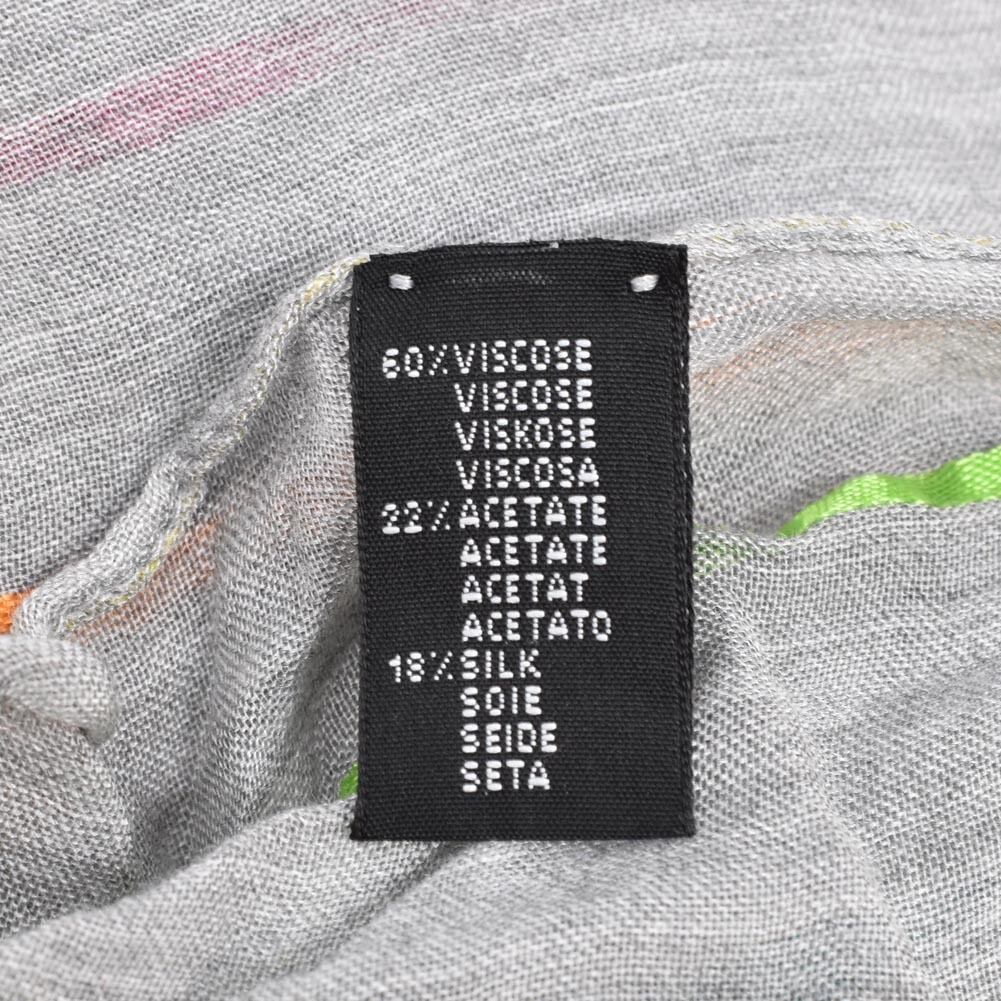 60% VISCOSE
VISCOSE
VISKOSE
VISCOSA
22% ACETATE
ACETATE
ACETAT
ACETATO
18% SILK
SOIE
SEIDE
SETA